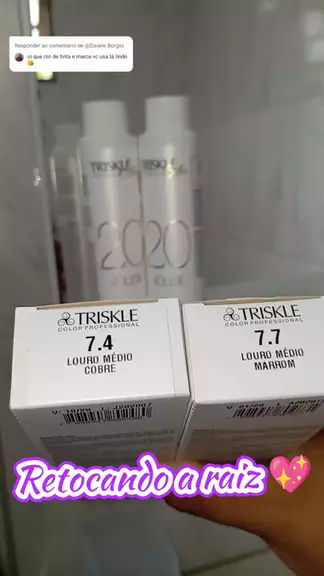 Responder ao comentário de @Daiane Borges
oi que cor de tinta e marca vc usa tá lindo
😘
TRISKLE
TRISKLE
20
20
TRISKLE
COLOR PROFESSIONAL
7.4
LOURO MÉDIO
COBRE
TRISKLE
COLOR PROFESSIONAL
7.7
LOURO MÉDIO
MARROM
Retocando a raiz 💖